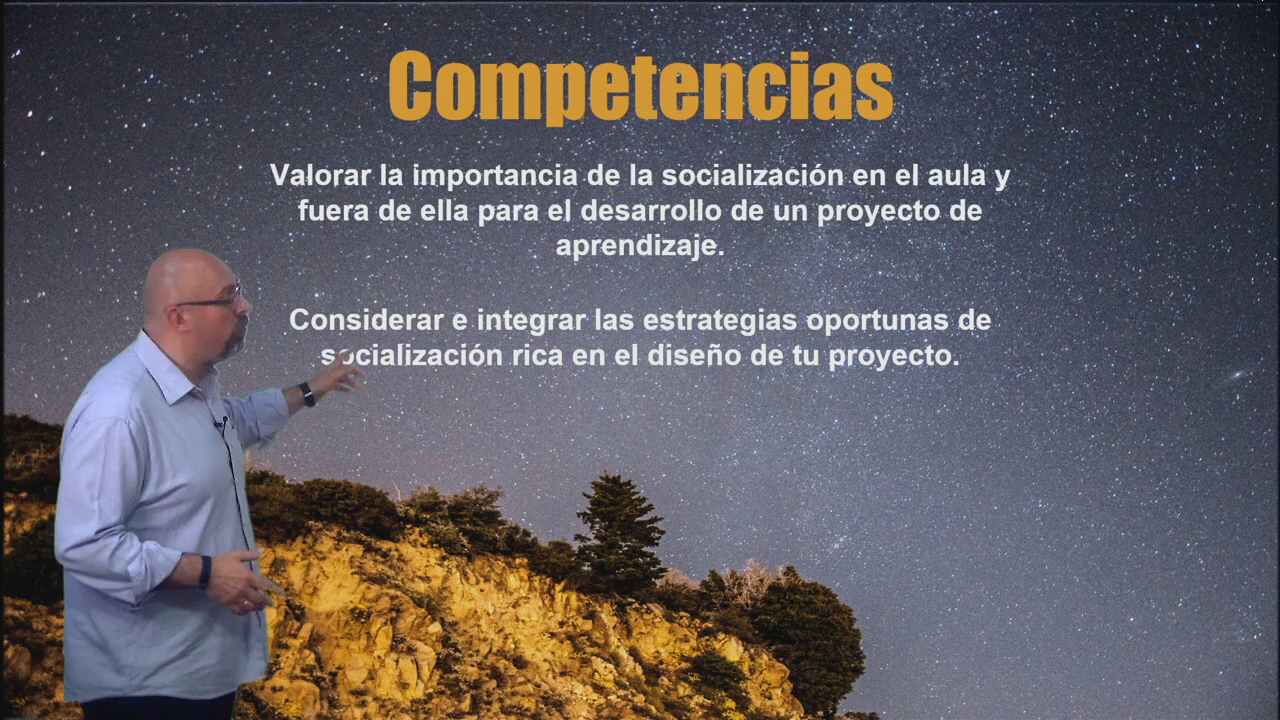 Competencias
Valorar la importancia de la socialización en el aula y
fuera de ella para el desarrollo de un proyecto de
aprendizaje.
Considerar e integrar las estrategias oportunas de
socialización rica en el diseño de tu proyecto.